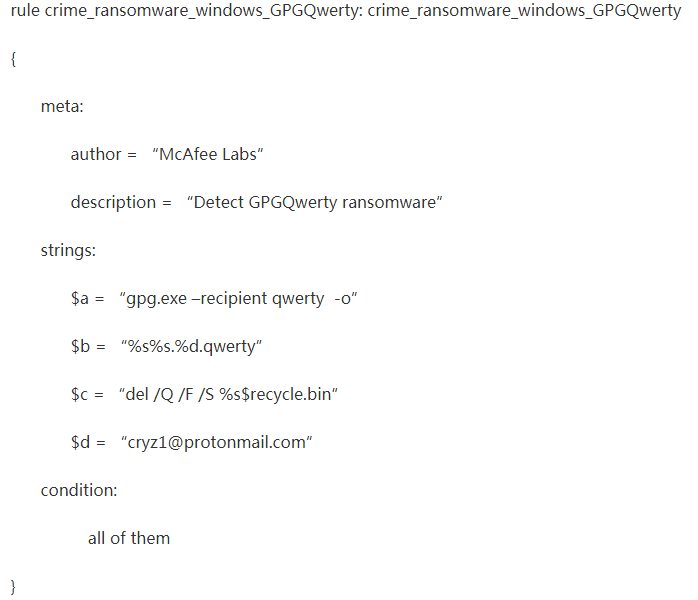 rule crime_ransomware_windows_GPGQwerty: crime_ransomware_windows_GPGQwerty
{
meta:
author =   “McAfee Labs”
description =   “Detect GPGQwerty ransomware”
strings:
$a =   “gpg.exe –recipient qwerty  -o”
$b =   “%s%s.%d.qwerty”
$c =   “del /Q /F /S %s$recycle.bin”
$d =   “cryz1@protonmail.com”
condition:
all of them
}